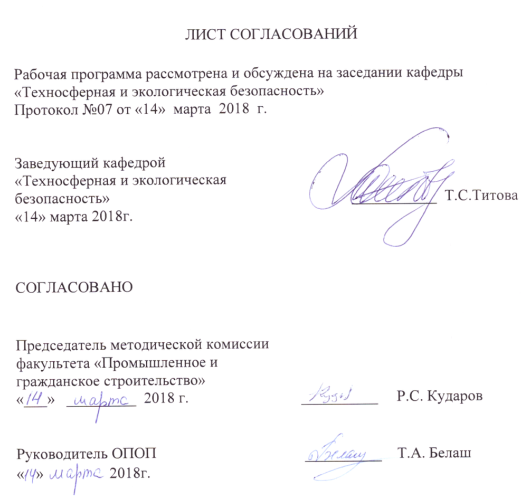 ЛИСТ СОГЛАСОВАНИЙ
Рабочая программа рассмотрена и обсуждена на заседании кафедры
«Техносферная и экологическая безопасность»
Протокол №07 от «14» марта 2018 г.
Заведующий кафедрой
«Техносферная и экологическая
безопасность»
Т.С.Титова
«14» марта 2018г.
СОГЛАСОВАНО
Председатель методической комиссии
факультета «Промышленное и
гражданское строительство»
«14» марта 2018 г. Р.С. Кударов
Руководитель ОПОП Т.А. Белаш
«14» марта 2018г.